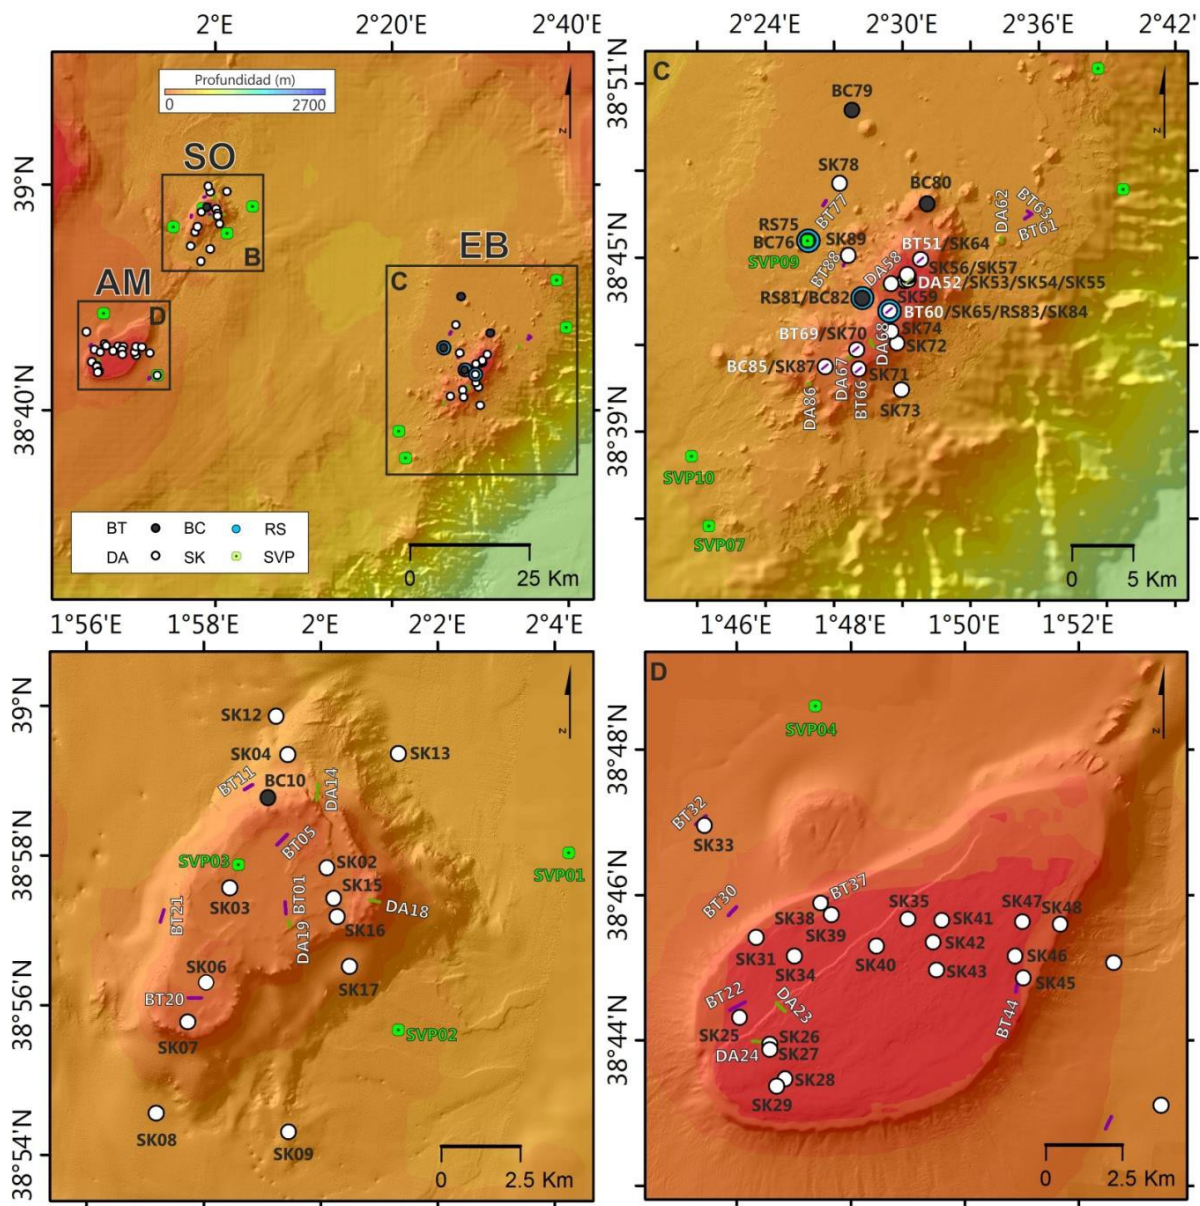 2°E
2°20'E
2°40'E
39°N
38°40'N
Profundidad (m)
0
2700
z
SO
B
AM
D
EB
C
BT
BC
RS
DA
SK
SVP
0
25 Km
2°24'E
2°30'E
2°36'E
2°42'E
38°51'N
38°45'N
38°39'N
C
z
BC79
SK78
BC80
BT77
DA62
BT63
BT61
RS75
BC76
SVP09
SK89
BT88
DA58
BT51/SK64
SK56/SK57
DA52/SK53/SK54/SK55
SK59
RS81/BC82
BT60/SK65/RS83/SK84
SK74
SK72
BT69/SK70
DA68
BC85/SK87
DA67
SK71
BT66
DA86
SK73
SVP10
SVP07
0
5 Km
1°56'E
1°58'E
2°0'E
2°2'E
2°4'E
39°N
38°58'N
38°56'N
38°54'N
z
SK12
SK04
SK13
BT11
BC10
DA14
BT05
SVP03
SK02
SVP01
SK03
SK15
BT01
DA18
BT21
SK16
DA19
SK06
SK17
BT20
SK07
SVP02
SK08
SK09
0
2.5 Km
1°46'E
1°48'E
1°50'E
1°52'E
38°48'N
38°46'N
38°44'N
D
z
SVP04
BT32
SK33
BT30
BT37
SK38
SK39
SK35
SK41
SK47
SK48
SK31
SK34
SK40
SK42
SK46
SK43
SK45
BT22
DA23
BT44
SK25
SK26
DA24
SK27
SK28
SK29
0
2.5 Km